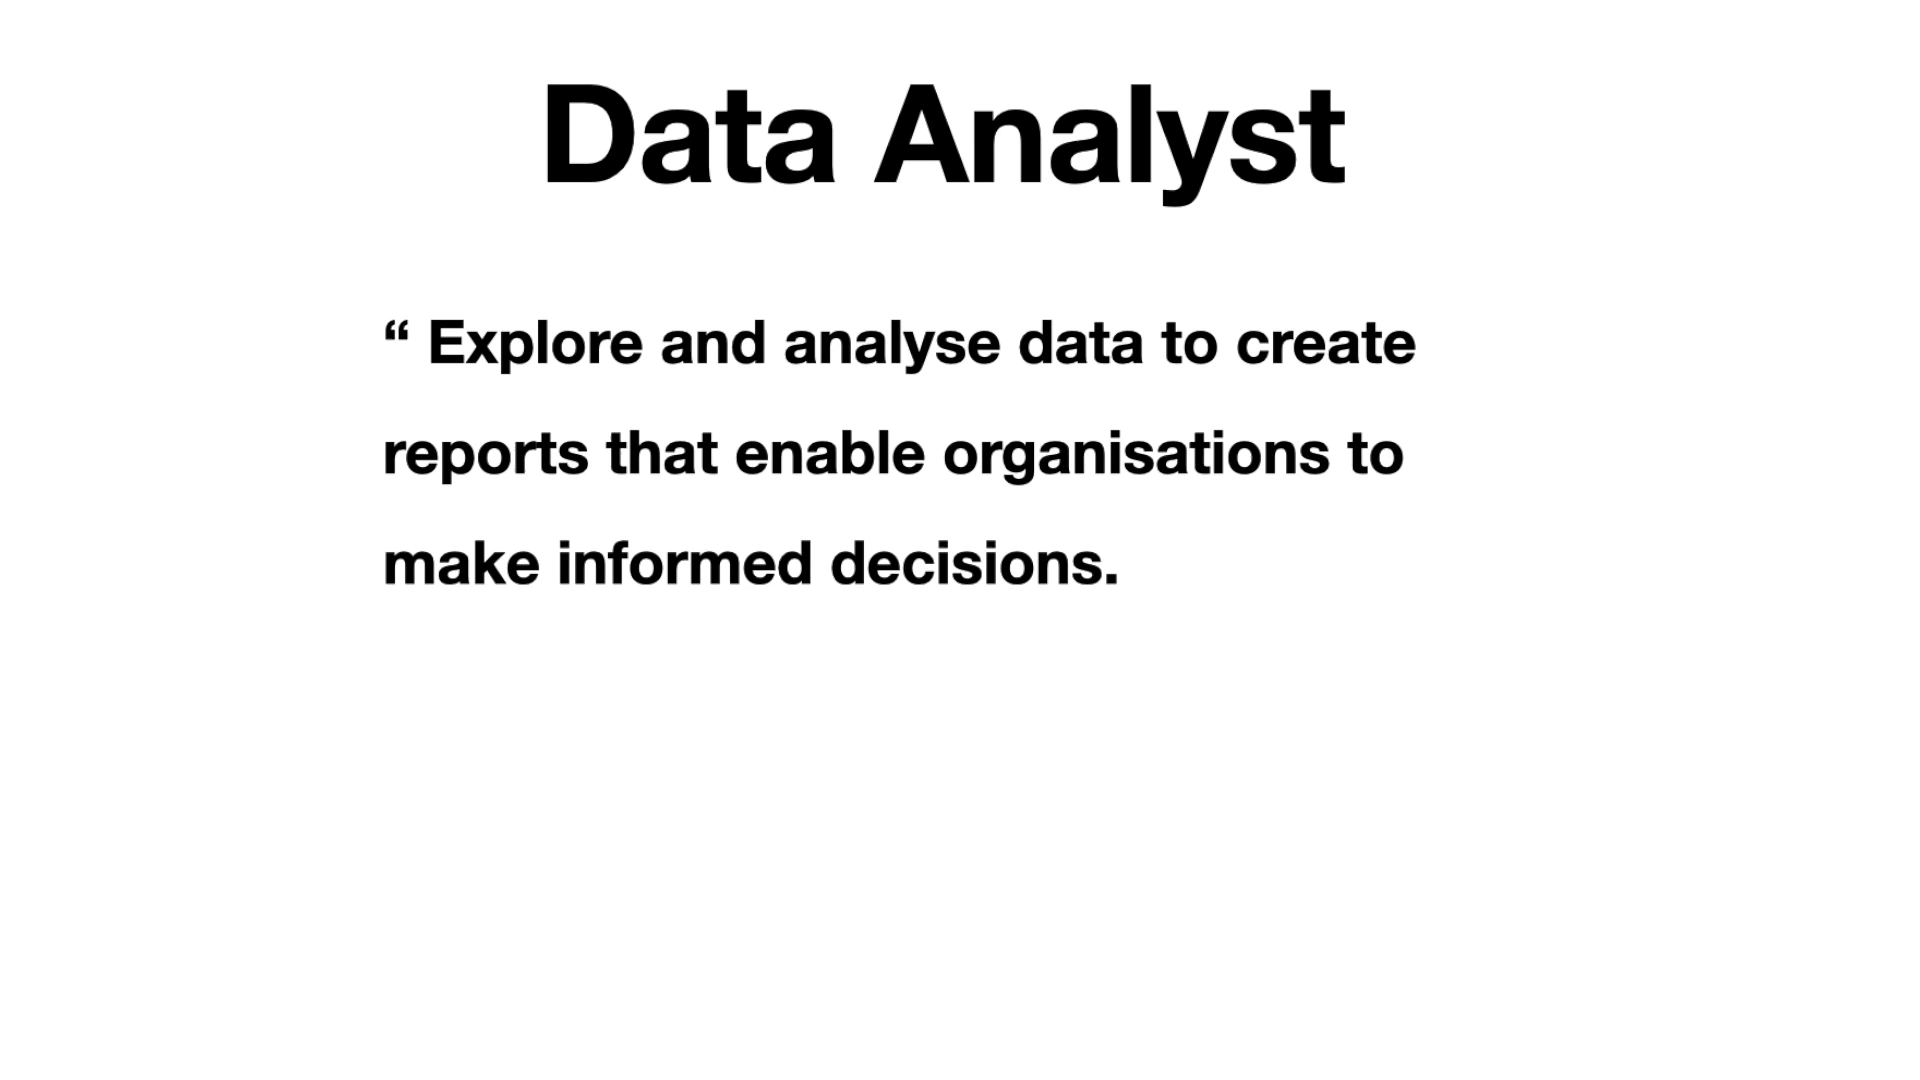 Data Analyst
“ Explore and analyse data to create
reports that enable organisations to
make informed decisions.